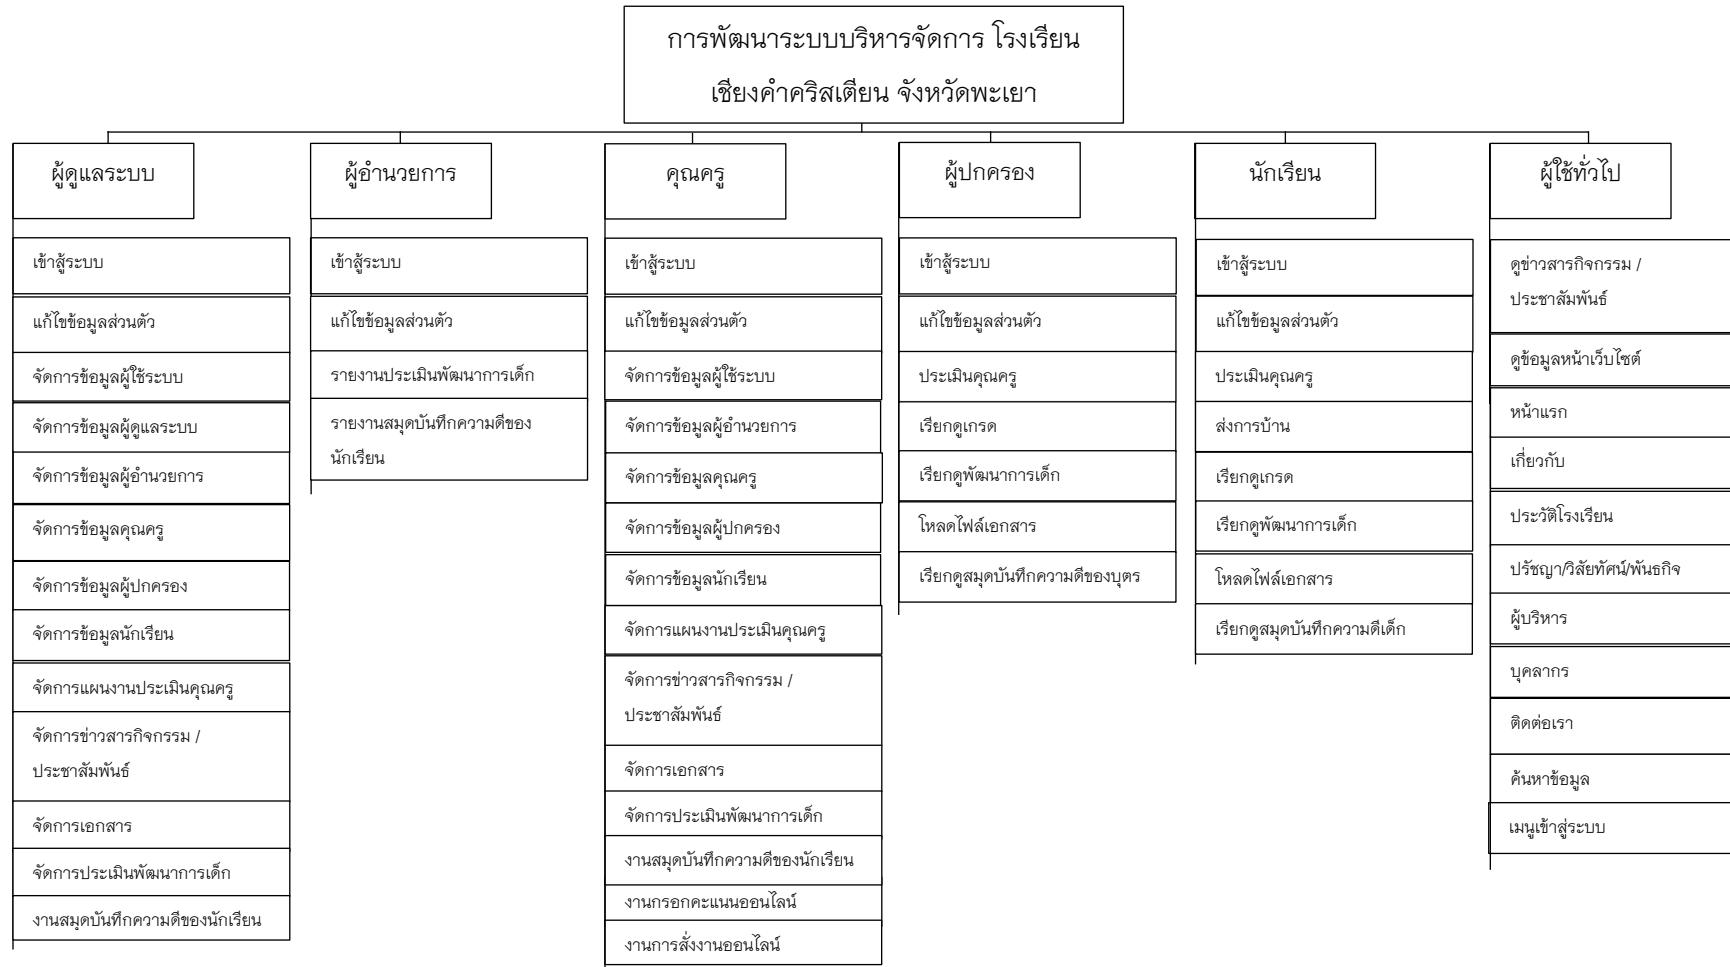 การพัฒนาระบบบริหารจัดการ โรงเรียน
เชียงคำคริสเตียน จังหวัดพะเยา
ผู้ดูแลระบบ
เข้าสู้ระบบ
แก้ไขข้อมูลส่วนตัว
จัดการข้อมูลผู้ใช้ระบบ
จัดการข้อมูลผู้ดูแลระบบ
จัดการข้อมูลผู้อำนวยการ
จัดการข้อมูลคุณครู
จัดการข้อมูลผู้ปกครอง
จัดการข้อมูลนักเรียน
จัดการแผนงานประเมินคุณครู
จัดการข่าวสารกิจกรรม /
ประชาสัมพันธ์
จัดการเอกสาร
จัดการประเมินพัฒนาการเด็ก
งานสมุดบันทึกความดีของนักเรียน
ผู้อำนวยการ
เข้าสู้ระบบ
แก้ไขข้อมูลส่วนตัว
รายงานประเมินพัฒนาการเด็ก
รายงานสมุดบันทึกความดีของ
นักเรียน
คุณครู
เข้าสู้ระบบ
แก้ไขข้อมูลส่วนตัว
จัดการข้อมูลผู้ใช้ระบบ
จัดการข้อมูลผู้อำนวยการ
จัดการข้อมูลคุณครู
จัดการข้อมูลผู้ปกครอง
จัดการข้อมูลนักเรียน
จัดการแผนงานประเมินคุณครู
จัดการข่าวสารกิจกรรม /
ประชาสัมพันธ์
จัดการเอกสาร
จัดการประเมินพัฒนาการเด็ก
งานสมุดบันทึกความดีของนักเรียน
งานกรอกคะแนนออนไลน์
งานการสั่งงานออนไลน์
ผู้ปกครอง
เข้าสู้ระบบ
แก้ไขข้อมูลส่วนตัว
ประเมินคุณครู
เรียกดูเกรด
เรียกดูพัฒนาการเด็ก
โหลดไฟล์เอกสาร
เรียกดูสมุดบันทึกความดีของบุตร
นักเรียน
เข้าสู้ระบบ
แก้ไขข้อมูลส่วนตัว
ประเมินคุณครู
ส่งการบ้าน
เรียกดูเกรด
เรียกดูพัฒนาการเด็ก
โหลดไฟล์เอกสาร
เรียกดูสมุดบันทึกความดีเด็ก
ผู้ใช้ทั่วไป
ดูข่าวสารกิจกรรม /
ประชาสัมพันธ์
ดูข้อมูลหน้าเว็บไซต์
หน้าแรก
เกี่ยวกับ
ประวัติโรงเรียน
ปรัชญา/วิสัยทัศน์/พันธกิจ
ผู้บริหาร
บุคลากร
ติดต่อเรา
ค้นหาข้อมูล
เมนูเข้าสู่ระบบ